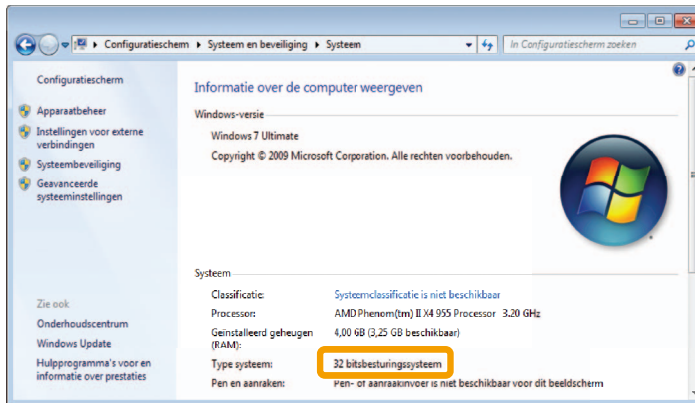 Configuratiescherm ▸ Systeem en beveiliging ▸ Systeem
In Configuratiescherm zoeken
Configuratiescherm
Apparaatbeheer
Instellingen voor externe
verbindingen
Systeembeveiliging
Geavanceerde
systeeminstellingen
Zie ook
Onderhoudscentrum
Windows Update
Hulpprogramma's voor en
informatie over prestaties
Informatie over de computer weergeven
Windows-versie
Windows 7 Ultimate
Copyright © 2009 Microsoft Corporation. Alle rechten voorbehouden.
Systeem
Classificatie: Systeemclassificatie is niet beschikbaar
Processor: AMD Phenom(tm) II X4 955 Processor 3.20 GHz
Geïnstalleerd geheugen 4,00 GB (3,25 GB beschikbaar)
(RAM):
Type systeem: 32 bitsbesturingssysteem
Pen en aanraken: Pen- of aanraakinvoer is niet beschikbaar voor dit beeldscherm